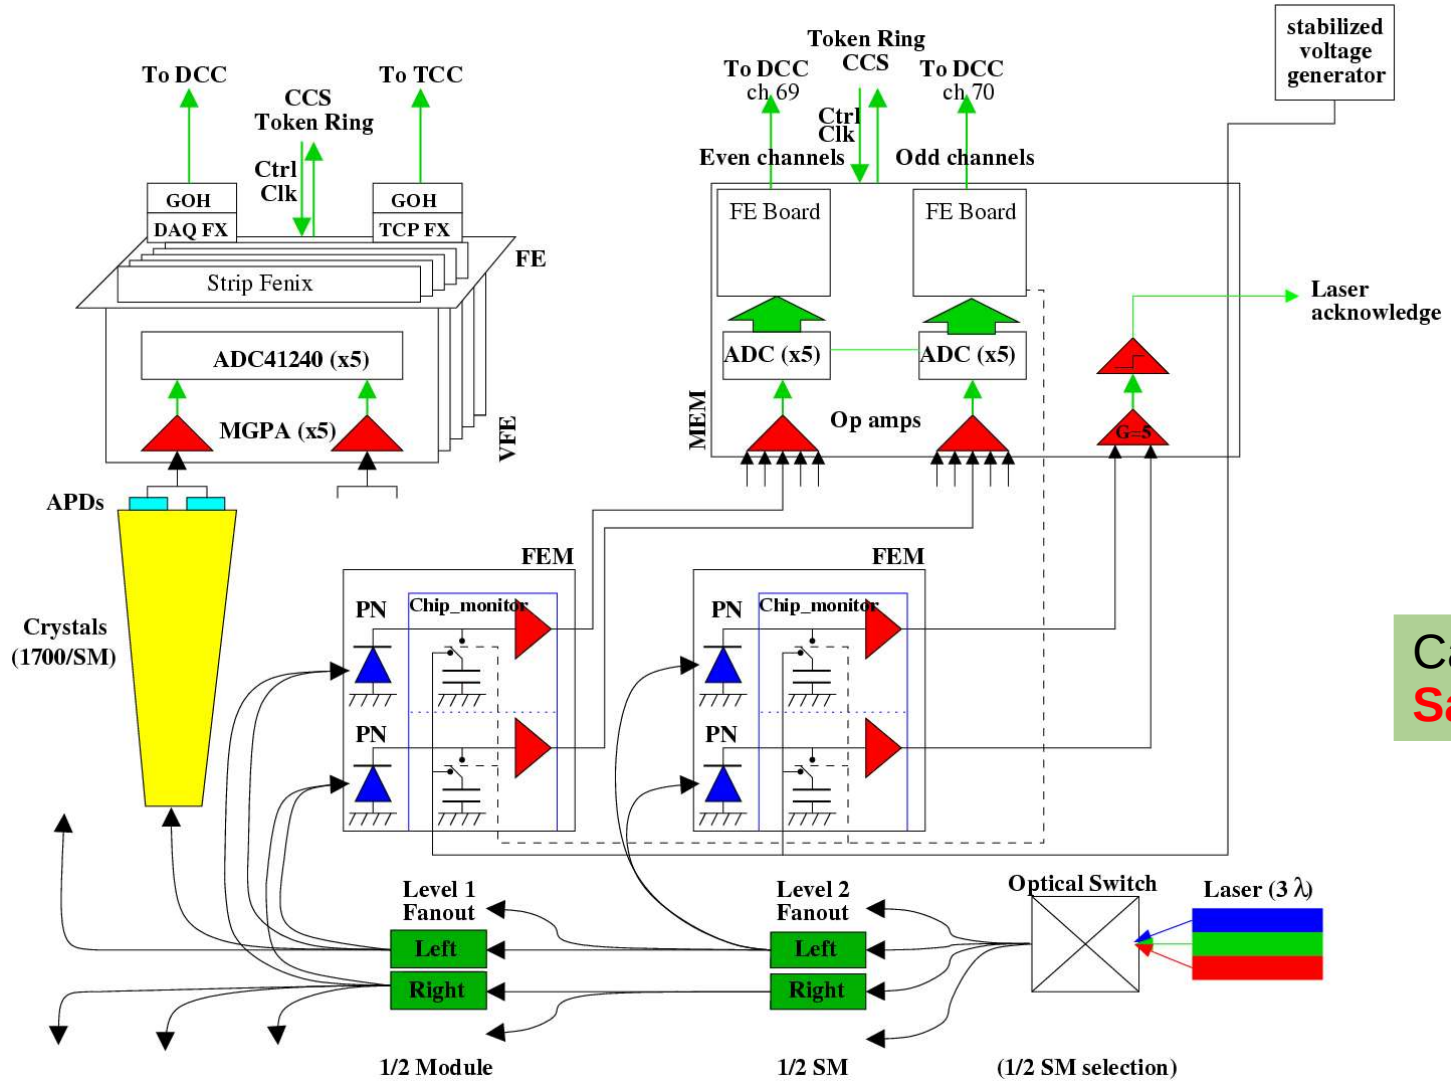 stabilized
voltage
generator
Token Ring
CCS
To DCC
ch 69
To DCC
ch 70
To DCC
To TCC
CCS
Token Ring
Ctrl
Clk
Ctrl
Clk
Even channels
Odd channels
GOH
GOH
DAQ FX
TCP FX
FE Board
FE Board
FE
Strip Fenix
Laser
acknowledge
ADC41240 (x5)
ADC (x5)
ADC (x5)
MGPA (x5)
VFE
MEM
Op amps
G=5
APDs
FEM
FEM
PN
Chip_monitor
PN
Chip_monitor
Crystals
(1700/SM)
PN
PN
Level 1
Fanout
Level 2
Fanout
Optical Switch
Laser (3 λ)
Left
Left
Right
Right
1/2 Module
1/2 SM
(1/2 SM selection)